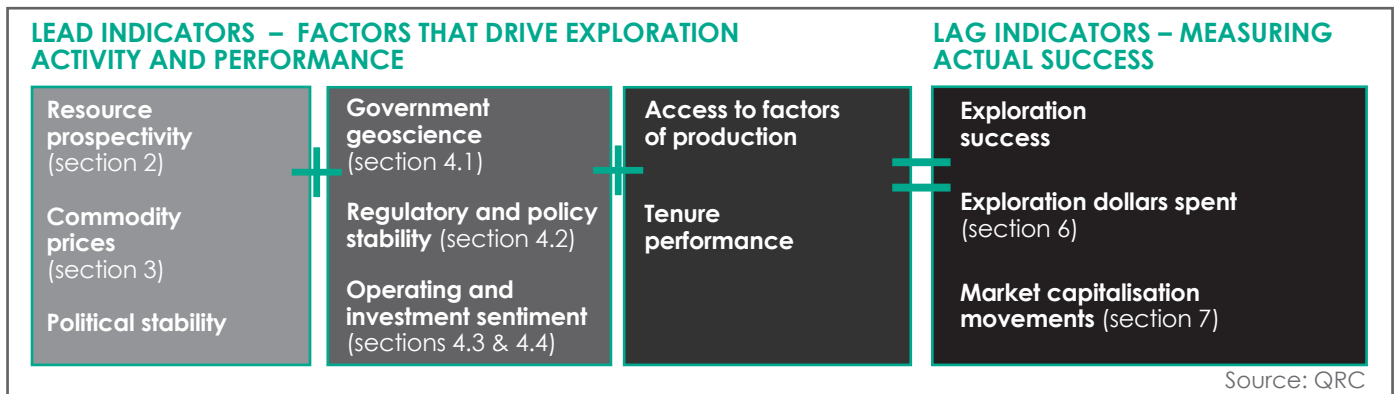 LEAD INDICATORS – FACTORS THAT DRIVE EXPLORATION
ACTIVITY AND PERFORMANCE
Resource
prospectivity
(section 2)
Commodity
prices
(section 3)
Political stability
Government
geoscience
(section 4.1)
Regulatory and policy
stability (section 4.2)
Operating and
investment sentiment
(sections 4.3 & 4.4)
Access to factors
of production
Tenure
performance
LAG INDICATORS – MEASURING
ACTUAL SUCCESS
Exploration
success
Exploration dollars spent
(section 6)
Market capitalisation
movements (section 7)
Source: QRC